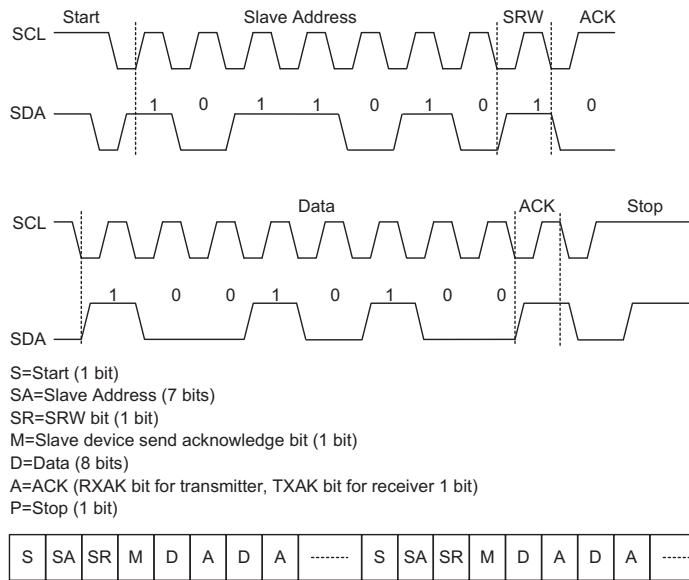 Start Slave Address SRW ACK
SCL
1 0 1 1 0 1 0 1 0
SDA
Data ACK Stop
SCL
1 0 0 1 0 1 0 0
SDA
S=Start (1 bit)
SA=Slave Address (7 bits)
SR=SRW bit (1 bit)
M=Slave device send acknowledge bit (1 bit)
D=Data (8 bits)
A=ACK (RXAK bit for transmitter, TXAK bit for receiver 1 bit)
P=Stop (1 bit)
S SA SR M D A D A S SA SR M D A D A